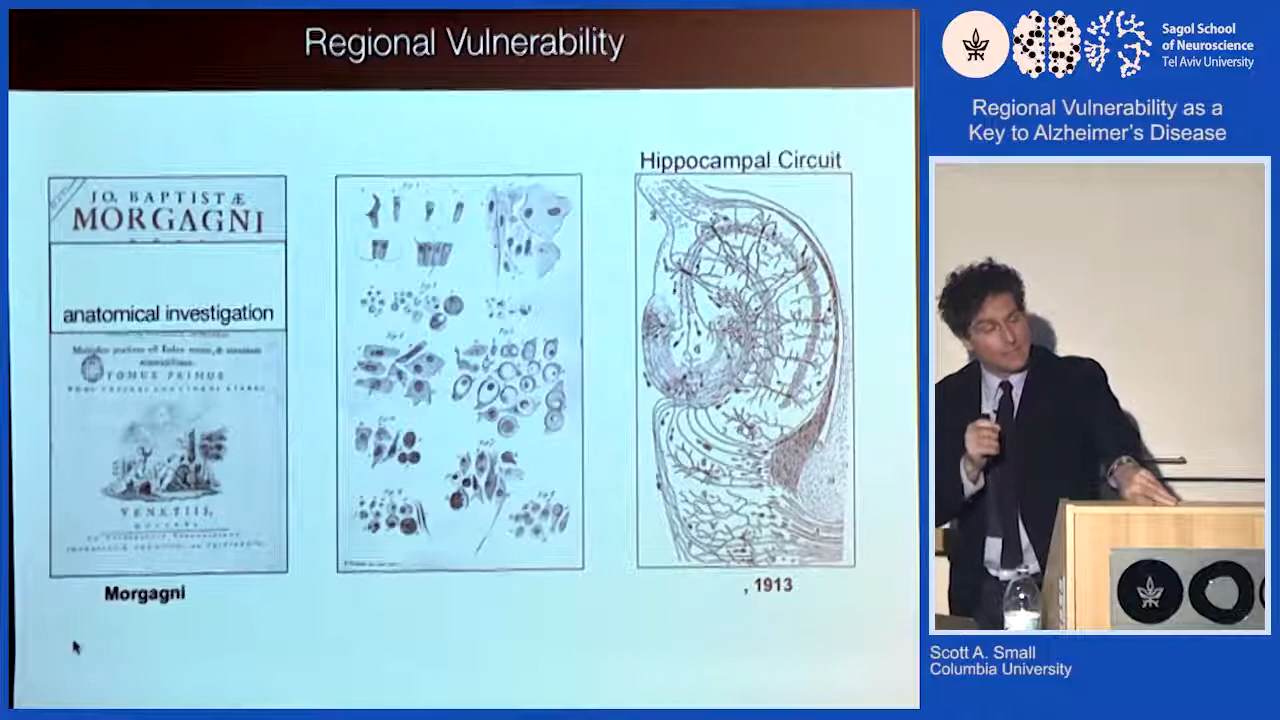 Regional Vulnerability
JO. BAPTISTÆ
MORGAGNI
anatomical investigation
TOMUS PRIMUS
VENETIIS,
Morgagni
Hippocampal Circuit
, 1913
Sagol School
of Neuroscience
Tel Aviv University
Regional Vulnerability as a
Key to Alzheimer's Disease
Scott A. Small
Columbia University